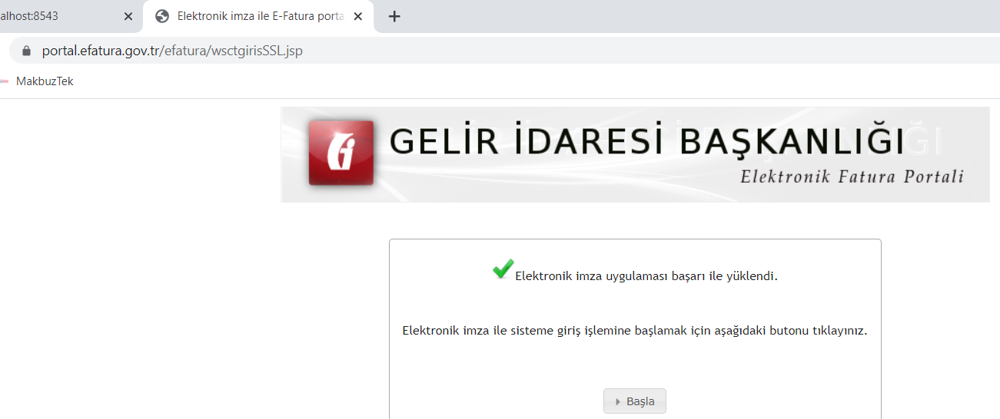 alhost:8543
Elektronik imza ile E-Fatura porta
portal.efatura.gov.tr/efatura/wsctgirisSSL.jsp
MakbuzTek
GELİR İDARESİ BAŞKANLIĞI
Elektronik Fatura Portali
Elektronik imza uygulaması başarı ile yüklendi.
Elektronik imza ile sisteme giriş işlemine başlamak için aşağıdaki butonu tıklayınız.
Başla